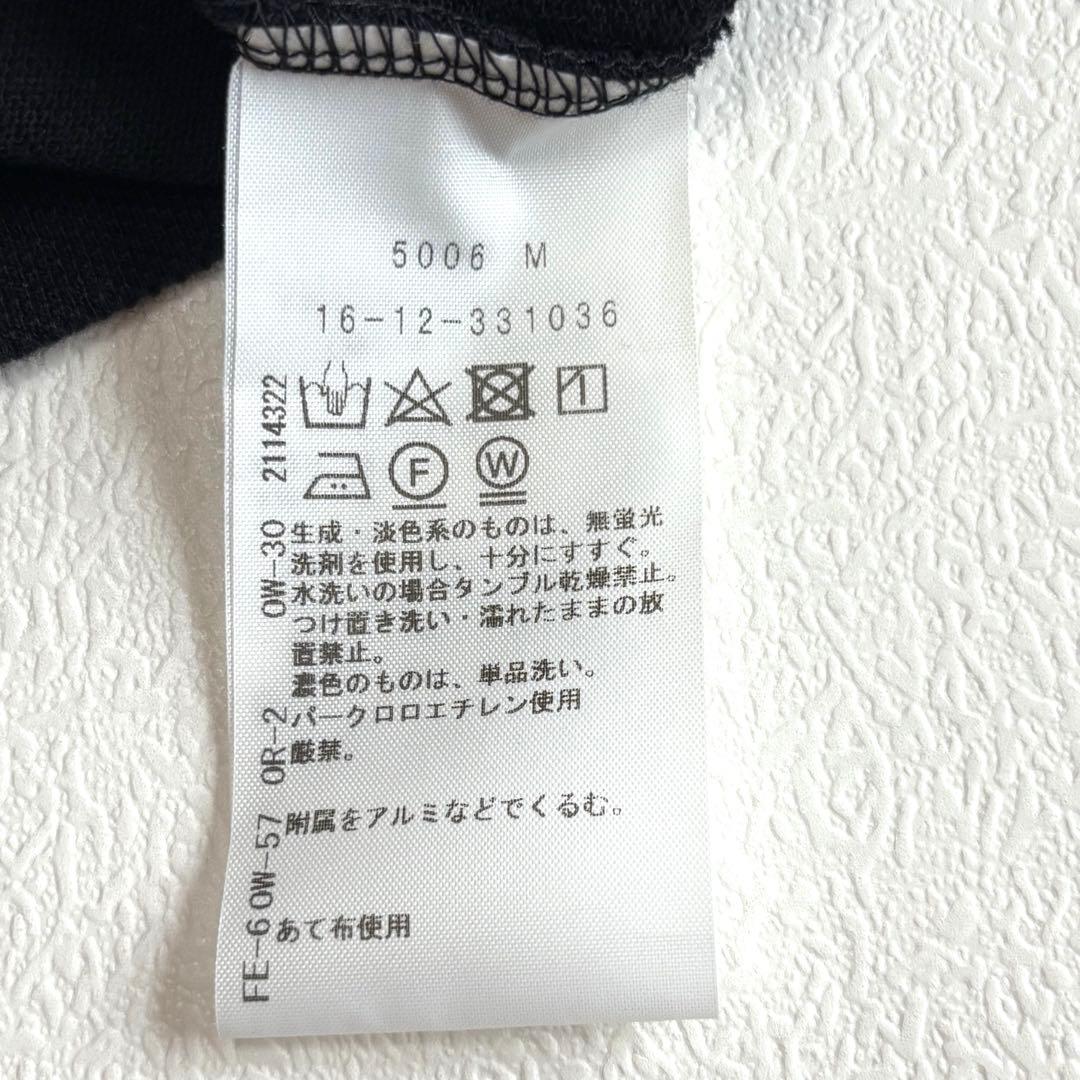 5006 M
16-12-331036
F W
生成・淡色系のものは、無蛍光
洗剤を使用し、十分にすすぐ。
水洗いの場合タンブル乾燥禁止。
つけ置き洗い・濡れたままの放
置禁止。
濃色のものは、単品洗い。
パークロロエチレン使用
厳禁。
附属をアルミなどでくるむ。
あて布使用
FE-6 0W-57 0R-2 0W-30 2114322